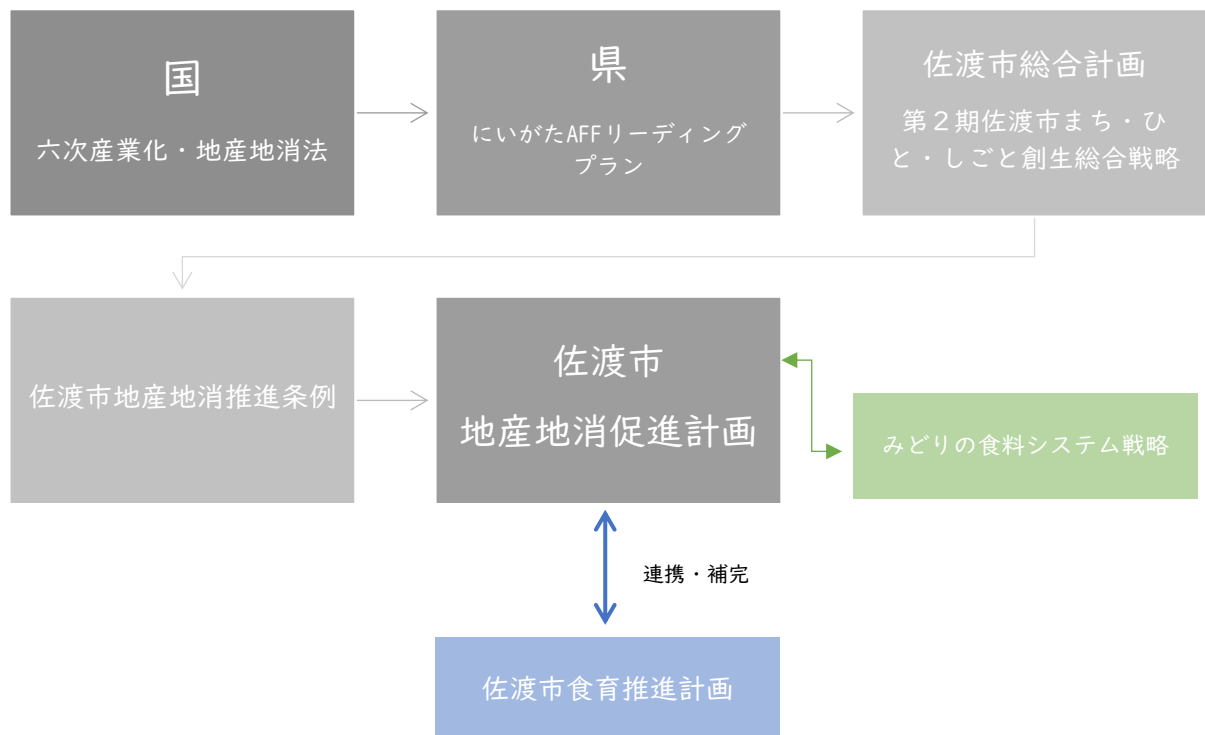 国
六次産業化・地産地消法
県
にいがたAFFリーディング
プラン
佐渡市総合計画
第２期佐渡市まち・ひ
と・しごと創生総合戦略
佐渡市地産地消推進条例
佐渡市
地産地消促進計画
みどりの食料システム戦略
連携・補完
佐渡市食育推進計画